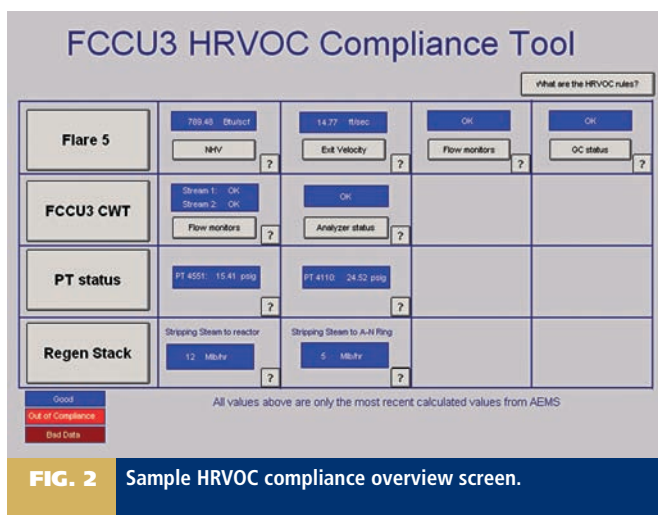 FCCU3 HRVOC Compliance Tool
What are the HRVOC rules?
Flare 5
789.48 Btu/scf
NHV
?
14.77 ft/sec
Exit Velocity
?
OK
Flow monitors
?
OK
GC status
?
FCCU3 CWT
Stream 1: OK
Stream 2: OK
Flow monitors
?
OK
Analyzer status
?
PT status
PT 4551: 15.41 psig
?
PT 4110: 24.52 psig
?
Regen Stack
Stripping Steam to reactor
12 Mlb/hr
?
Stripping Steam to A-N Ring
5 Mlb/hr
?
Good
Out of Compliance
Bad Data
All values above are only the most recent calculated values from AEMS
FIG. 2 Sample HRVOC compliance overview screen.